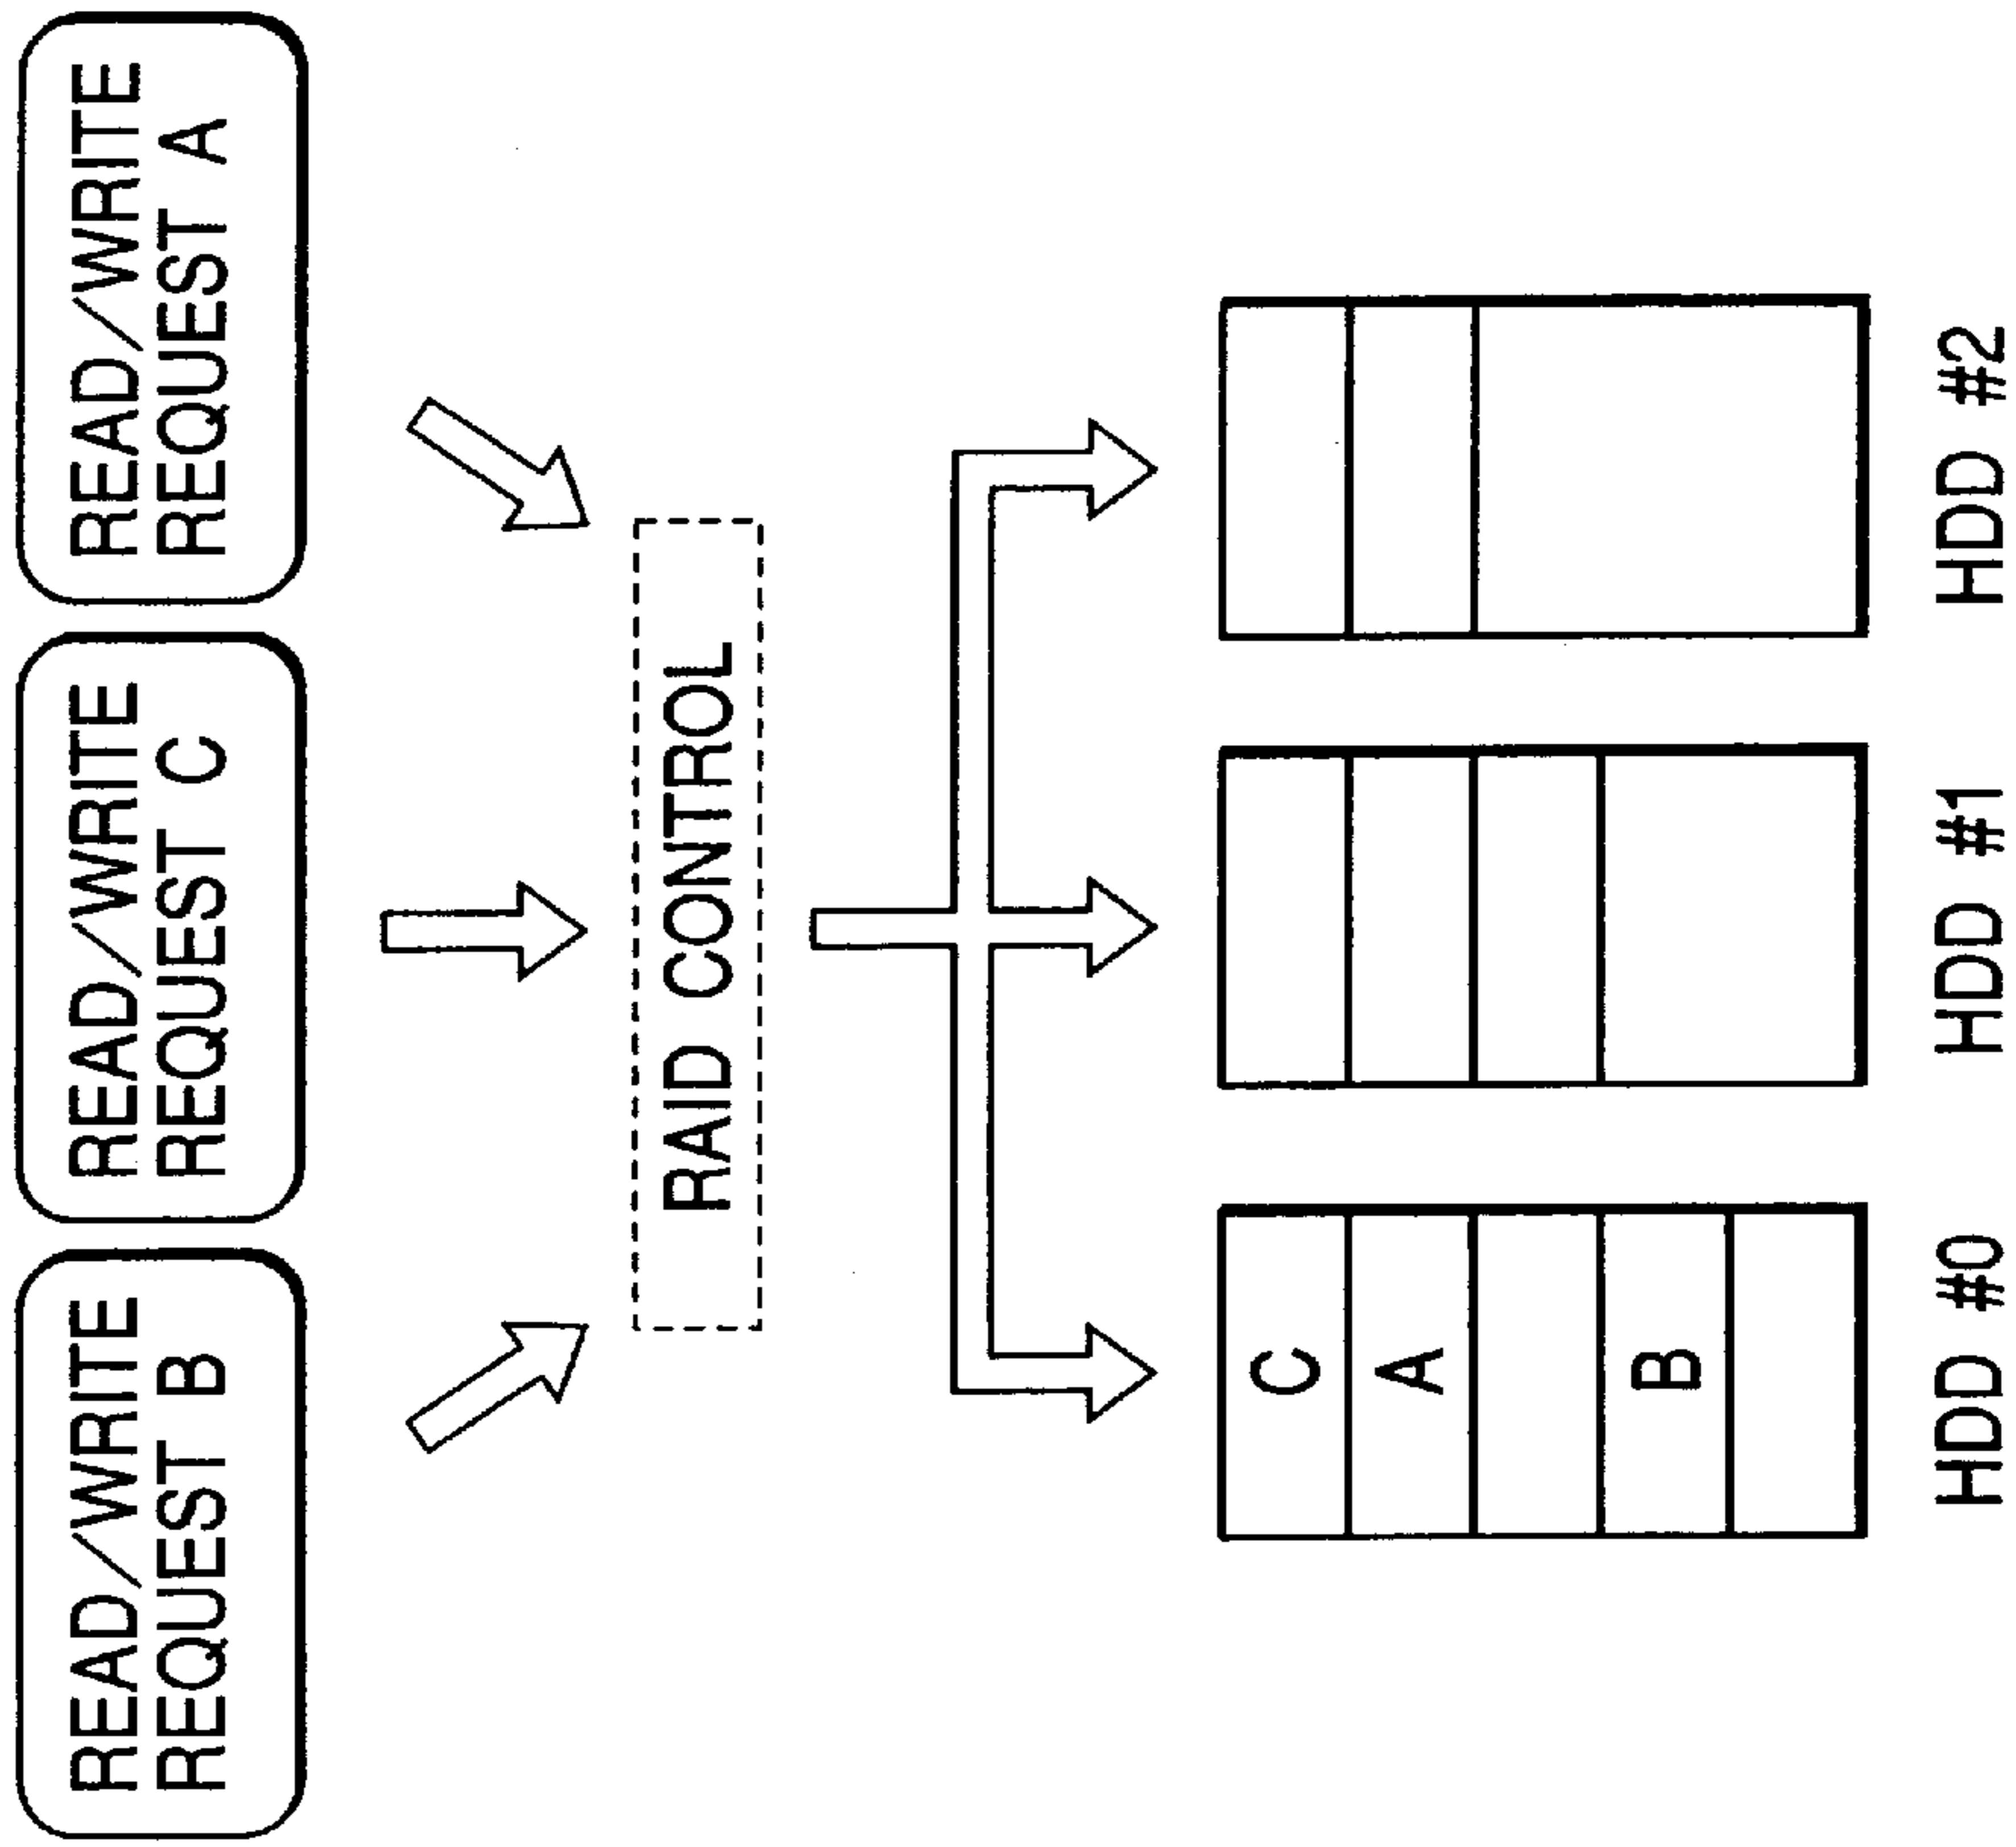 READ/WRITE
REQUEST B
READ/WRITE
REQUEST C
READ/WRITE
REQUEST A
RAID CONTROL
C
A
B
HDD #0
HDD #1
HDD #2